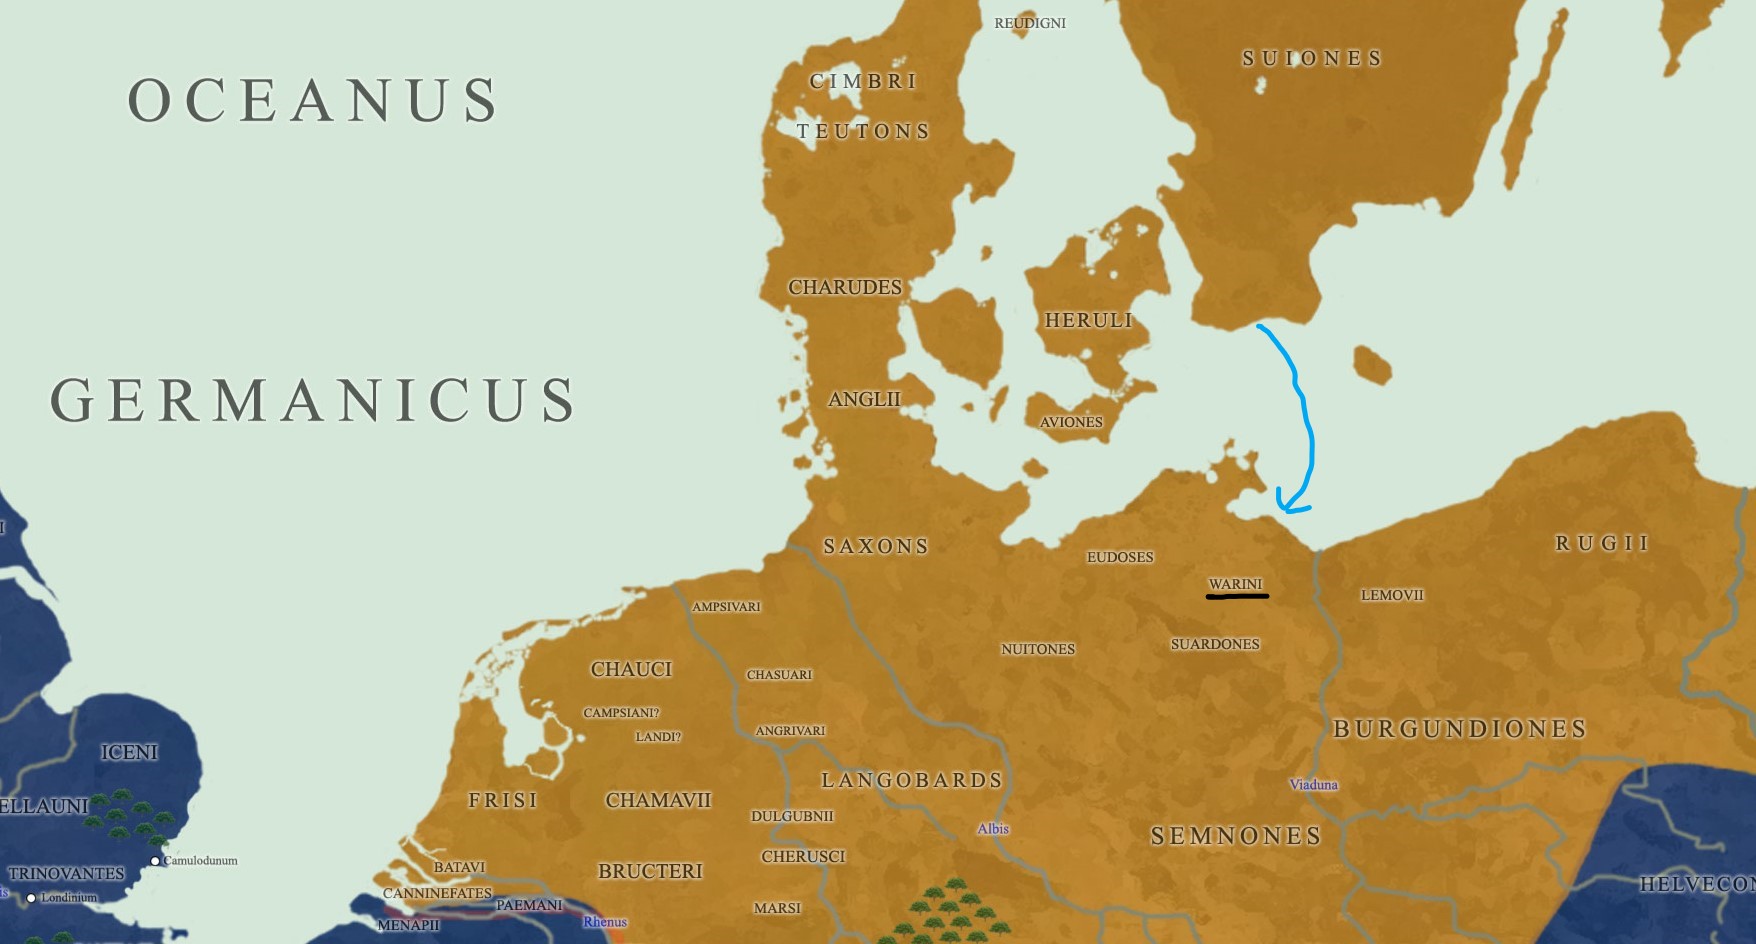 REUDIGNI
SUIONES
CIMBRI
OCEANUS
TEUTONS
CHARUDES
HERULI
GERMANICUS
ANGLII
AVIONES
SAXONS
RUGII
EUDOSES
WARINI
LEMOVII
AMPSIVARI
NUITONES
SUARDONES
CHAUCI
CHASUARI
CAMPSIANI?
LANDI?
ANGRIVARI
BURGUNDIONES
ICENI
LANGOBARDS
Viaduna
FRISI
CHAMAVII
ELLAUNI
DULGUBNII
Albis
SEMNONES
CHERUSCI
Camulodunum
TRINOVANTES
BATAVI
BRUCTERI
HELVECON
CANNINEFATES
Londinium
PAEMANI
MARSI
MENAPII
Rhenus